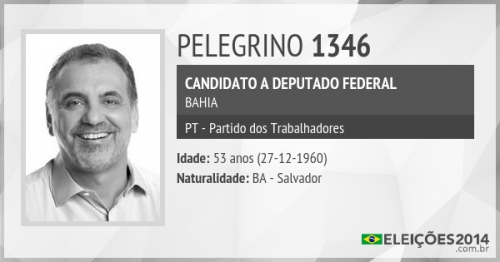 PELEGRINO 1346
CANDIDATO A DEPUTADO FEDERAL
BAHIA
PT - Partido dos Trabalhadores
Idade: 53 anos (27-12-1960)
Naturalidade: BA - Salvador
ELEIÇÕES2014
.com.br